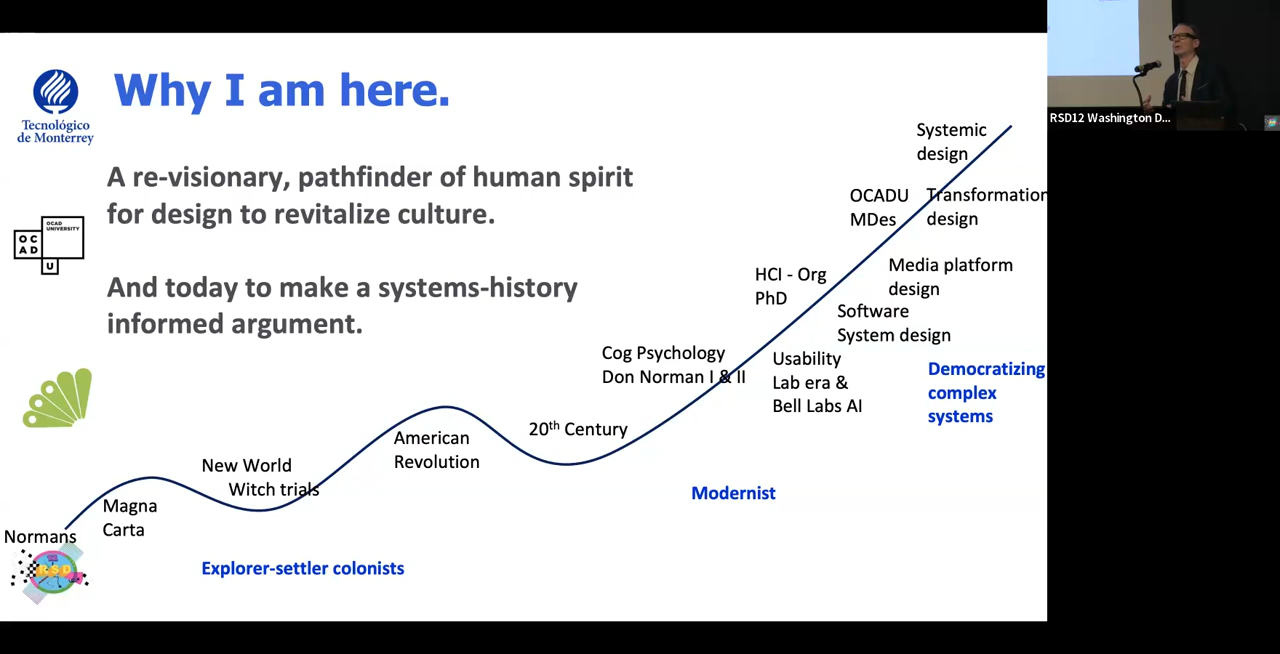 Why I am here.
Tecnológico
de Monterrey
A re-visionary, pathfinder of human spirit
for design to revitalize culture.
OCAD
UNIVERSITY
OC
AD
U
And today to make a systems-history
informed argument.
Systemic
design
OCADU
MDes
Transformation
design
HCI - Org
PhD
Media platform
design
Software
System design
Cog Psychology
Don Norman I & II
Usability
Lab era &
Bell Labs AI
Democratizing
complex
systems
20th Century
American
Revolution
New World
Witch trials
Magna
Carta
Normans
Modernist
Explorer-settler colonists
RSD
RSD12 Washington D...